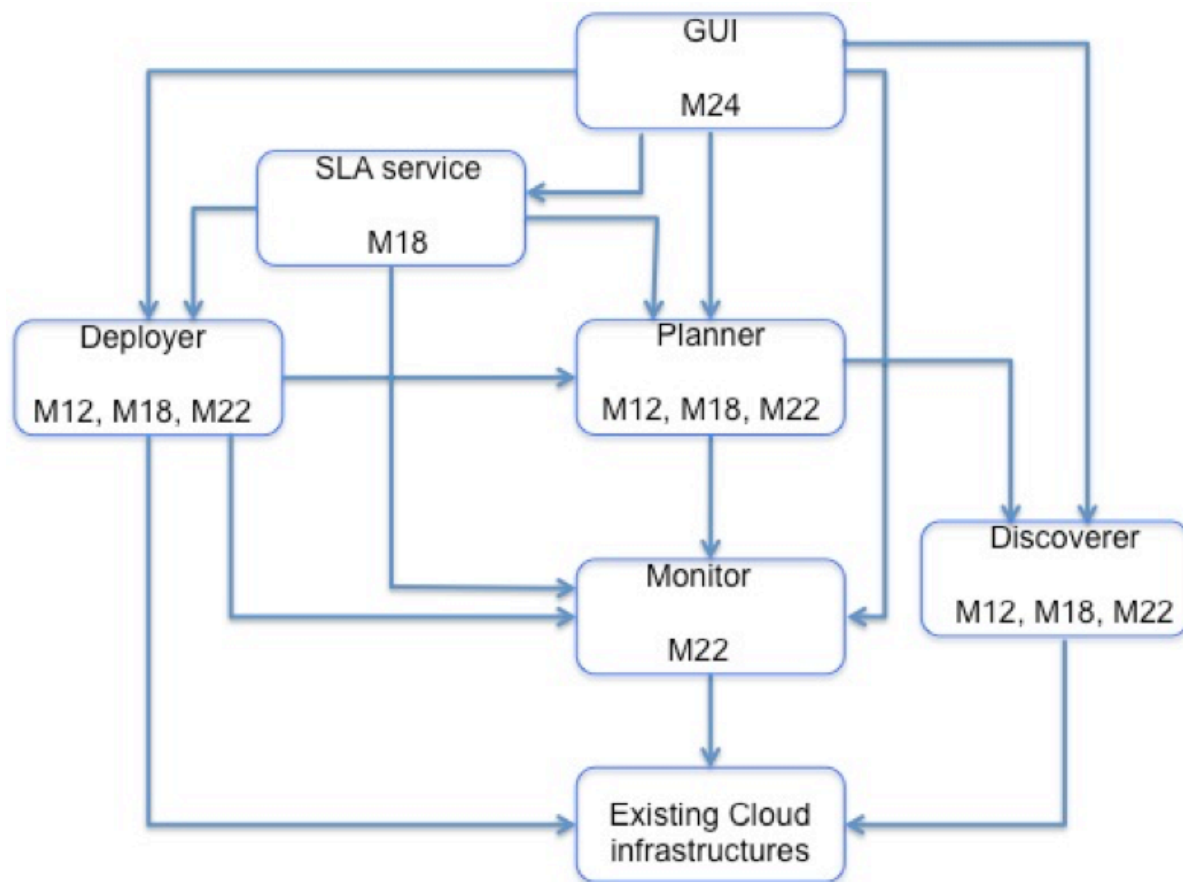 GUI
M24
SLA service
M18
Deployer
M12, M18, M22
Planner
M12, M18, M22
Discoverer
M12, M18, M22
Monitor
M22
Existing Cloud
infrastructures